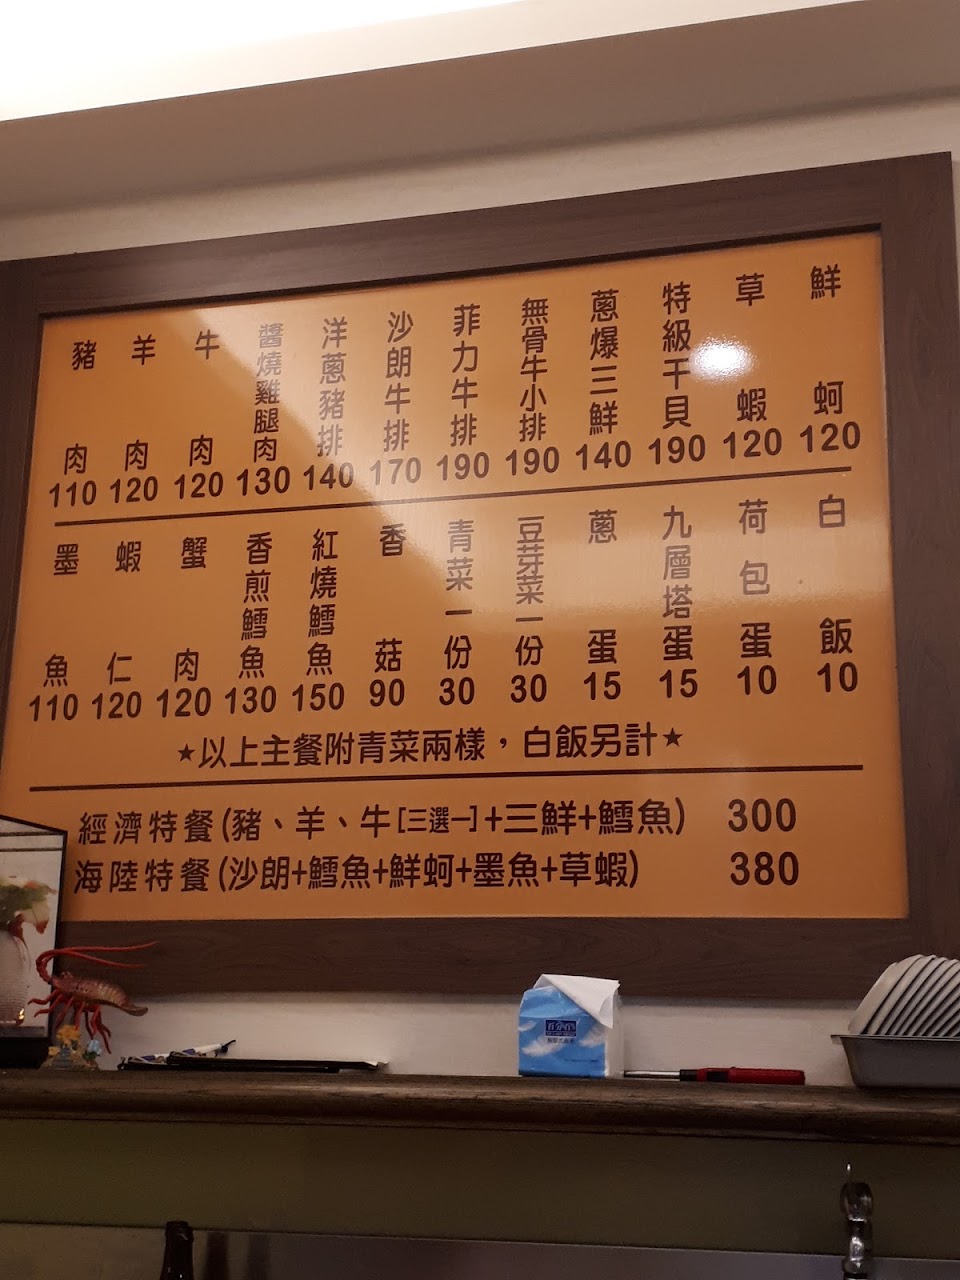 鮮蚵 120
草蝦 120
特級干貝 190
蔥爆三鮮 140
無骨牛小排 190
菲力牛排 190
沙朗牛排 170
洋蔥豬排 140
醬燒雞腿肉 130
牛肉 120
羊肉 120
豬肉 110
白飯 10
荷包蛋 10
九層塔蛋 15
蔥蛋 15
豆芽菜一份 30
青菜一份 30
香菇 90
紅燒鱈魚 150
香煎鱈魚 130
蟹肉 120
蝦仁 120
墨魚 110
★以上主餐附青菜兩樣，白飯另計★
經濟特餐(豬、羊、牛[三選一]+三鮮+鱈魚) 300
海陸特餐(沙朗+鱈魚+鮮蚵+墨魚+草蝦) 380